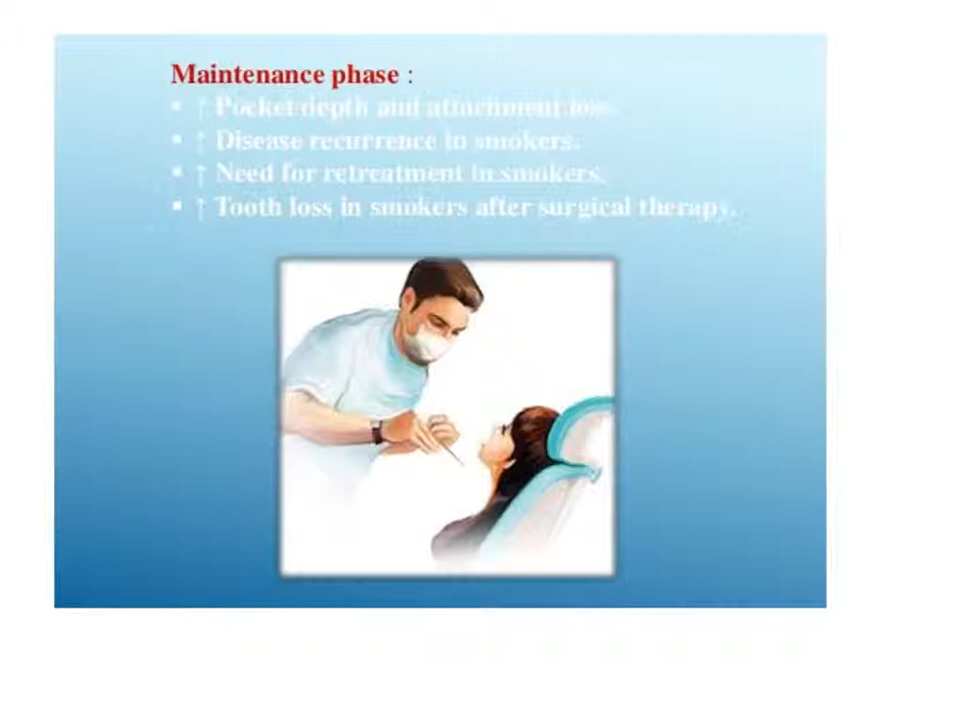 Maintenance phase :
▪ ↑ Pocket depth and attachment loss.
▪ ↑ Disease recurrence in smokers.
▪ ↑ Need for retreatment in smokers.
▪ ↑ Tooth loss in smokers after surgical therapy.